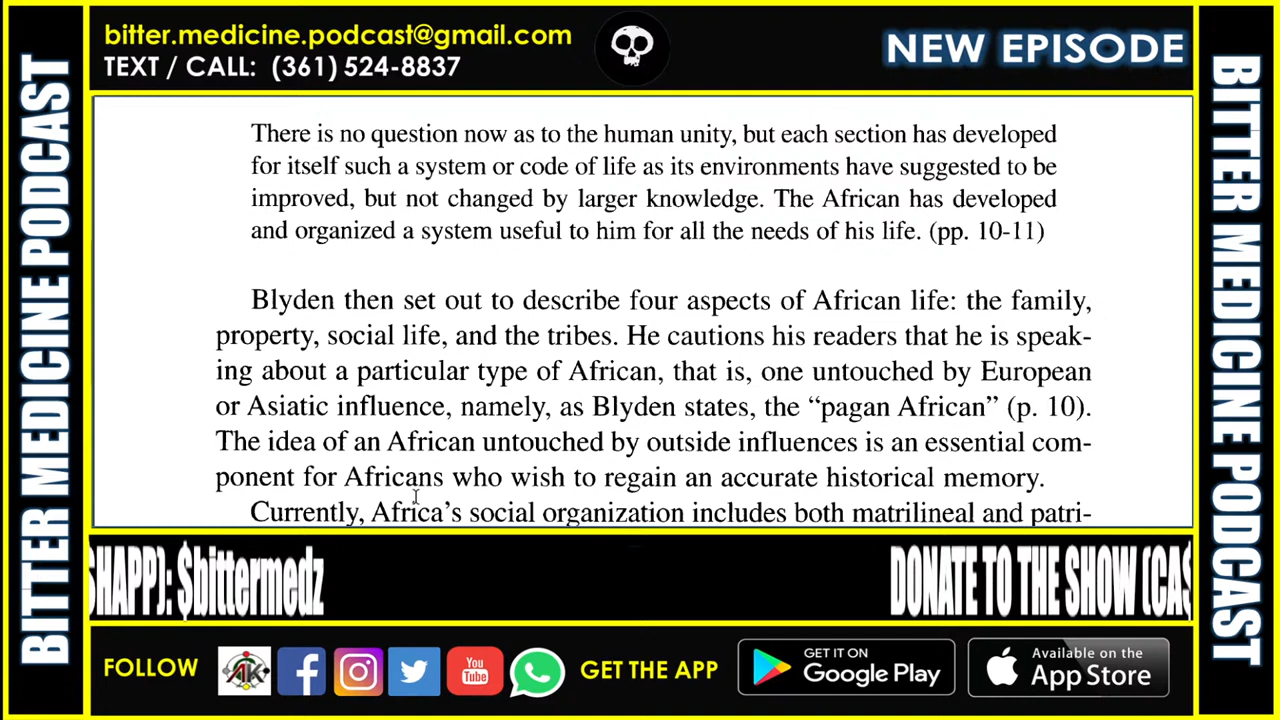 bitter.medicine.podcast@gmail.com
TEXT / CALL: (361) 524-8837
NEW EPISODE
BITTER MEDICINE PODCAST
There is no question now as to the human unity, but each section has developed
for itself such a system or code of life as its environments have suggested to be
improved, but not changed by larger knowledge. The African has developed
and organized a system useful to him for all the needs of his life. (pp. 10-11)
Blyden then set out to describe four aspects of African life: the family,
property, social life, and the tribes. He cautions his readers that he is speak-
ing about a particular type of African, that is, one untouched by European
or Asiatic influence, namely, as Blyden states, the “pagan African” (p. 10).
The idea of an African untouched by outside influences is an essential com-
ponent for Africans who wish to regain an accurate historical memory.
Currently, Africa’s social organization includes both matrilineal and patri-
BITTER MEDICINE PODCAST
SHAPP): $bittermedz
DONATE TO THE SHOW (CAS
FOLLOW
You
Tube
GET THE APP
GET IT ON
Google Play
Available on the
App Store